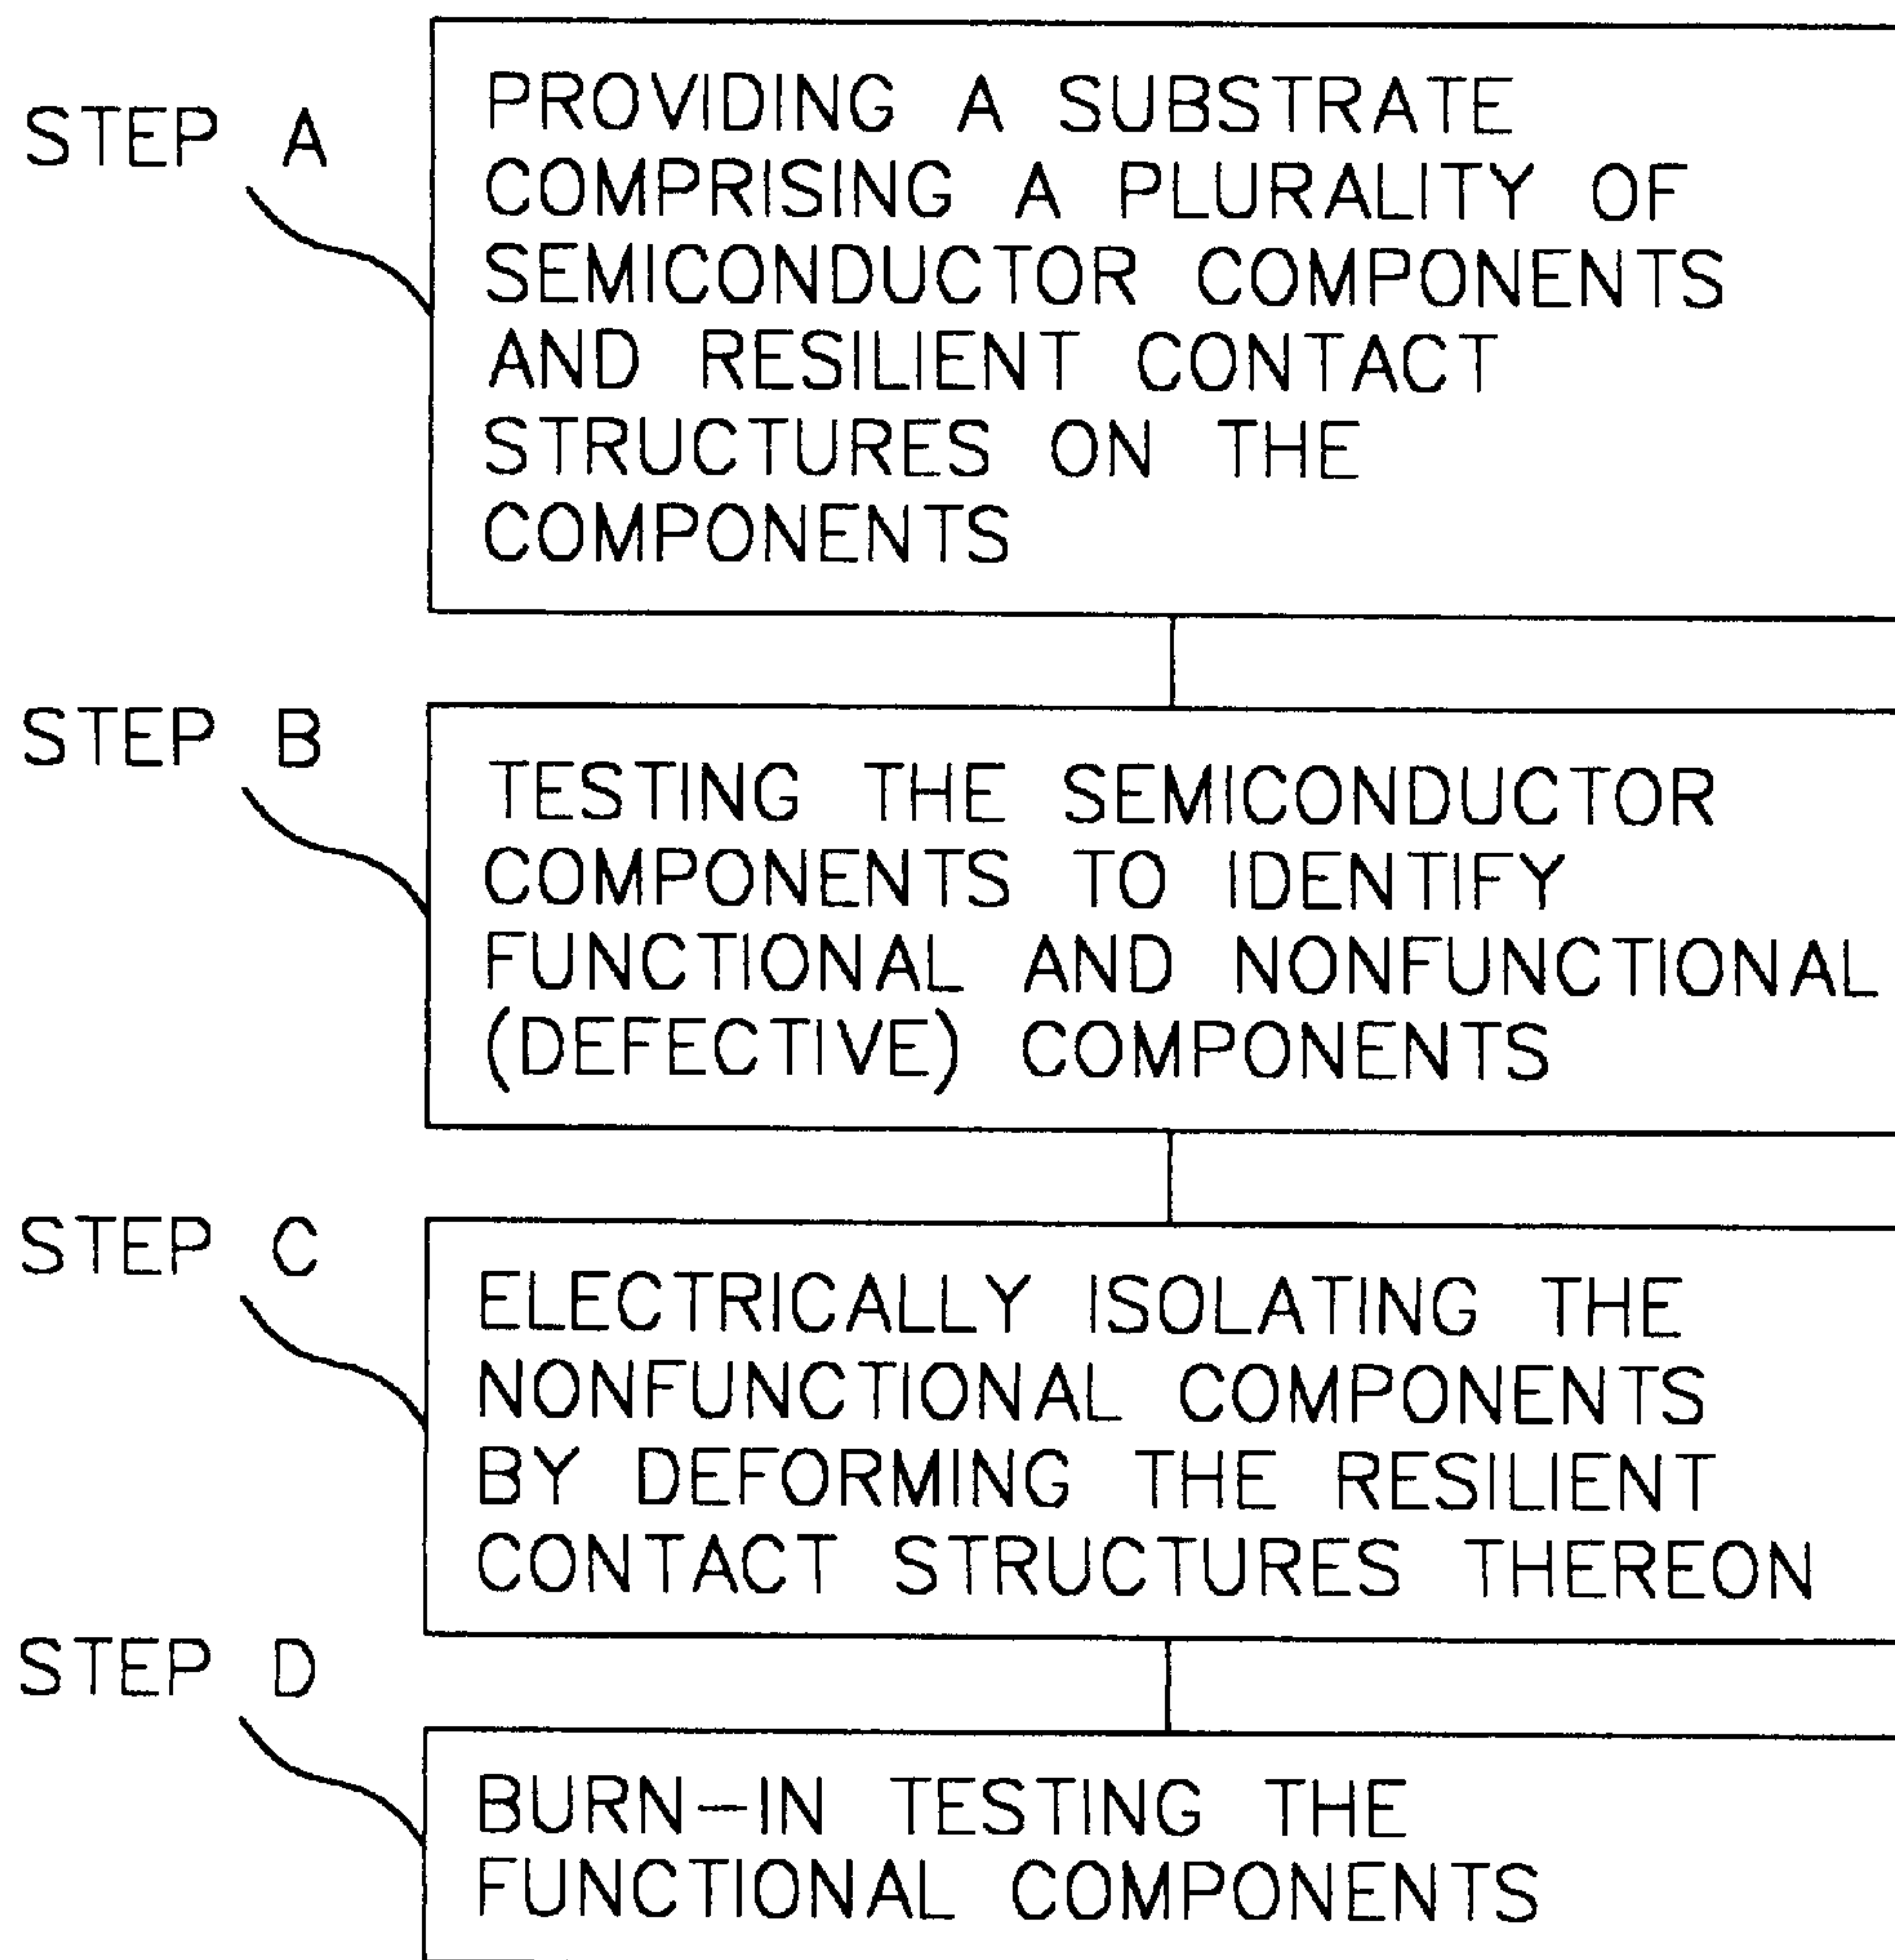 STEP A
PROVIDING A SUBSTRATE
COMPRISING A PLURALITY OF
SEMICONDUCTOR COMPONENTS
AND RESILIENT CONTACT
STRUCTURES ON THE
COMPONENTS
STEP B
TESTING THE SEMICONDUCTOR
COMPONENTS TO IDENTIFY
FUNCTIONAL AND NONFUNCTIONAL
(DEFECTIVE) COMPONENTS
STEP C
ELECTRICALLY ISOLATING THE
NONFUNCTIONAL COMPONENTS
BY DEFORMING THE RESILIENT
CONTACT STRUCTURES THEREON
STEP D
BURN-IN TESTING THE
FUNCTIONAL COMPONENTS